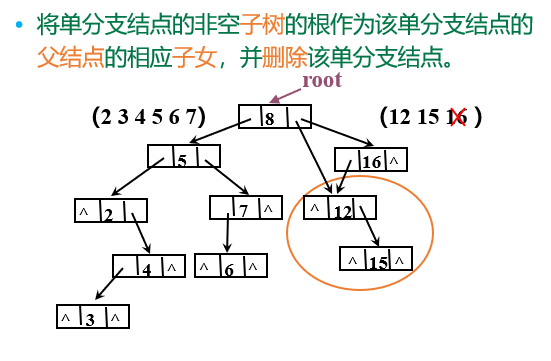 • 将单分支结点的非空子树的根作为该单分支结点的
父结点的相应子女，并删除该单分支结点。
root
(2 3 4 5 6 7) 8 (12 15 16 )
5 16 ^
^ 2 7 ^ ^ 12
4 ^ ^ 6 ^ ^ 15 ^
^ 3 ^